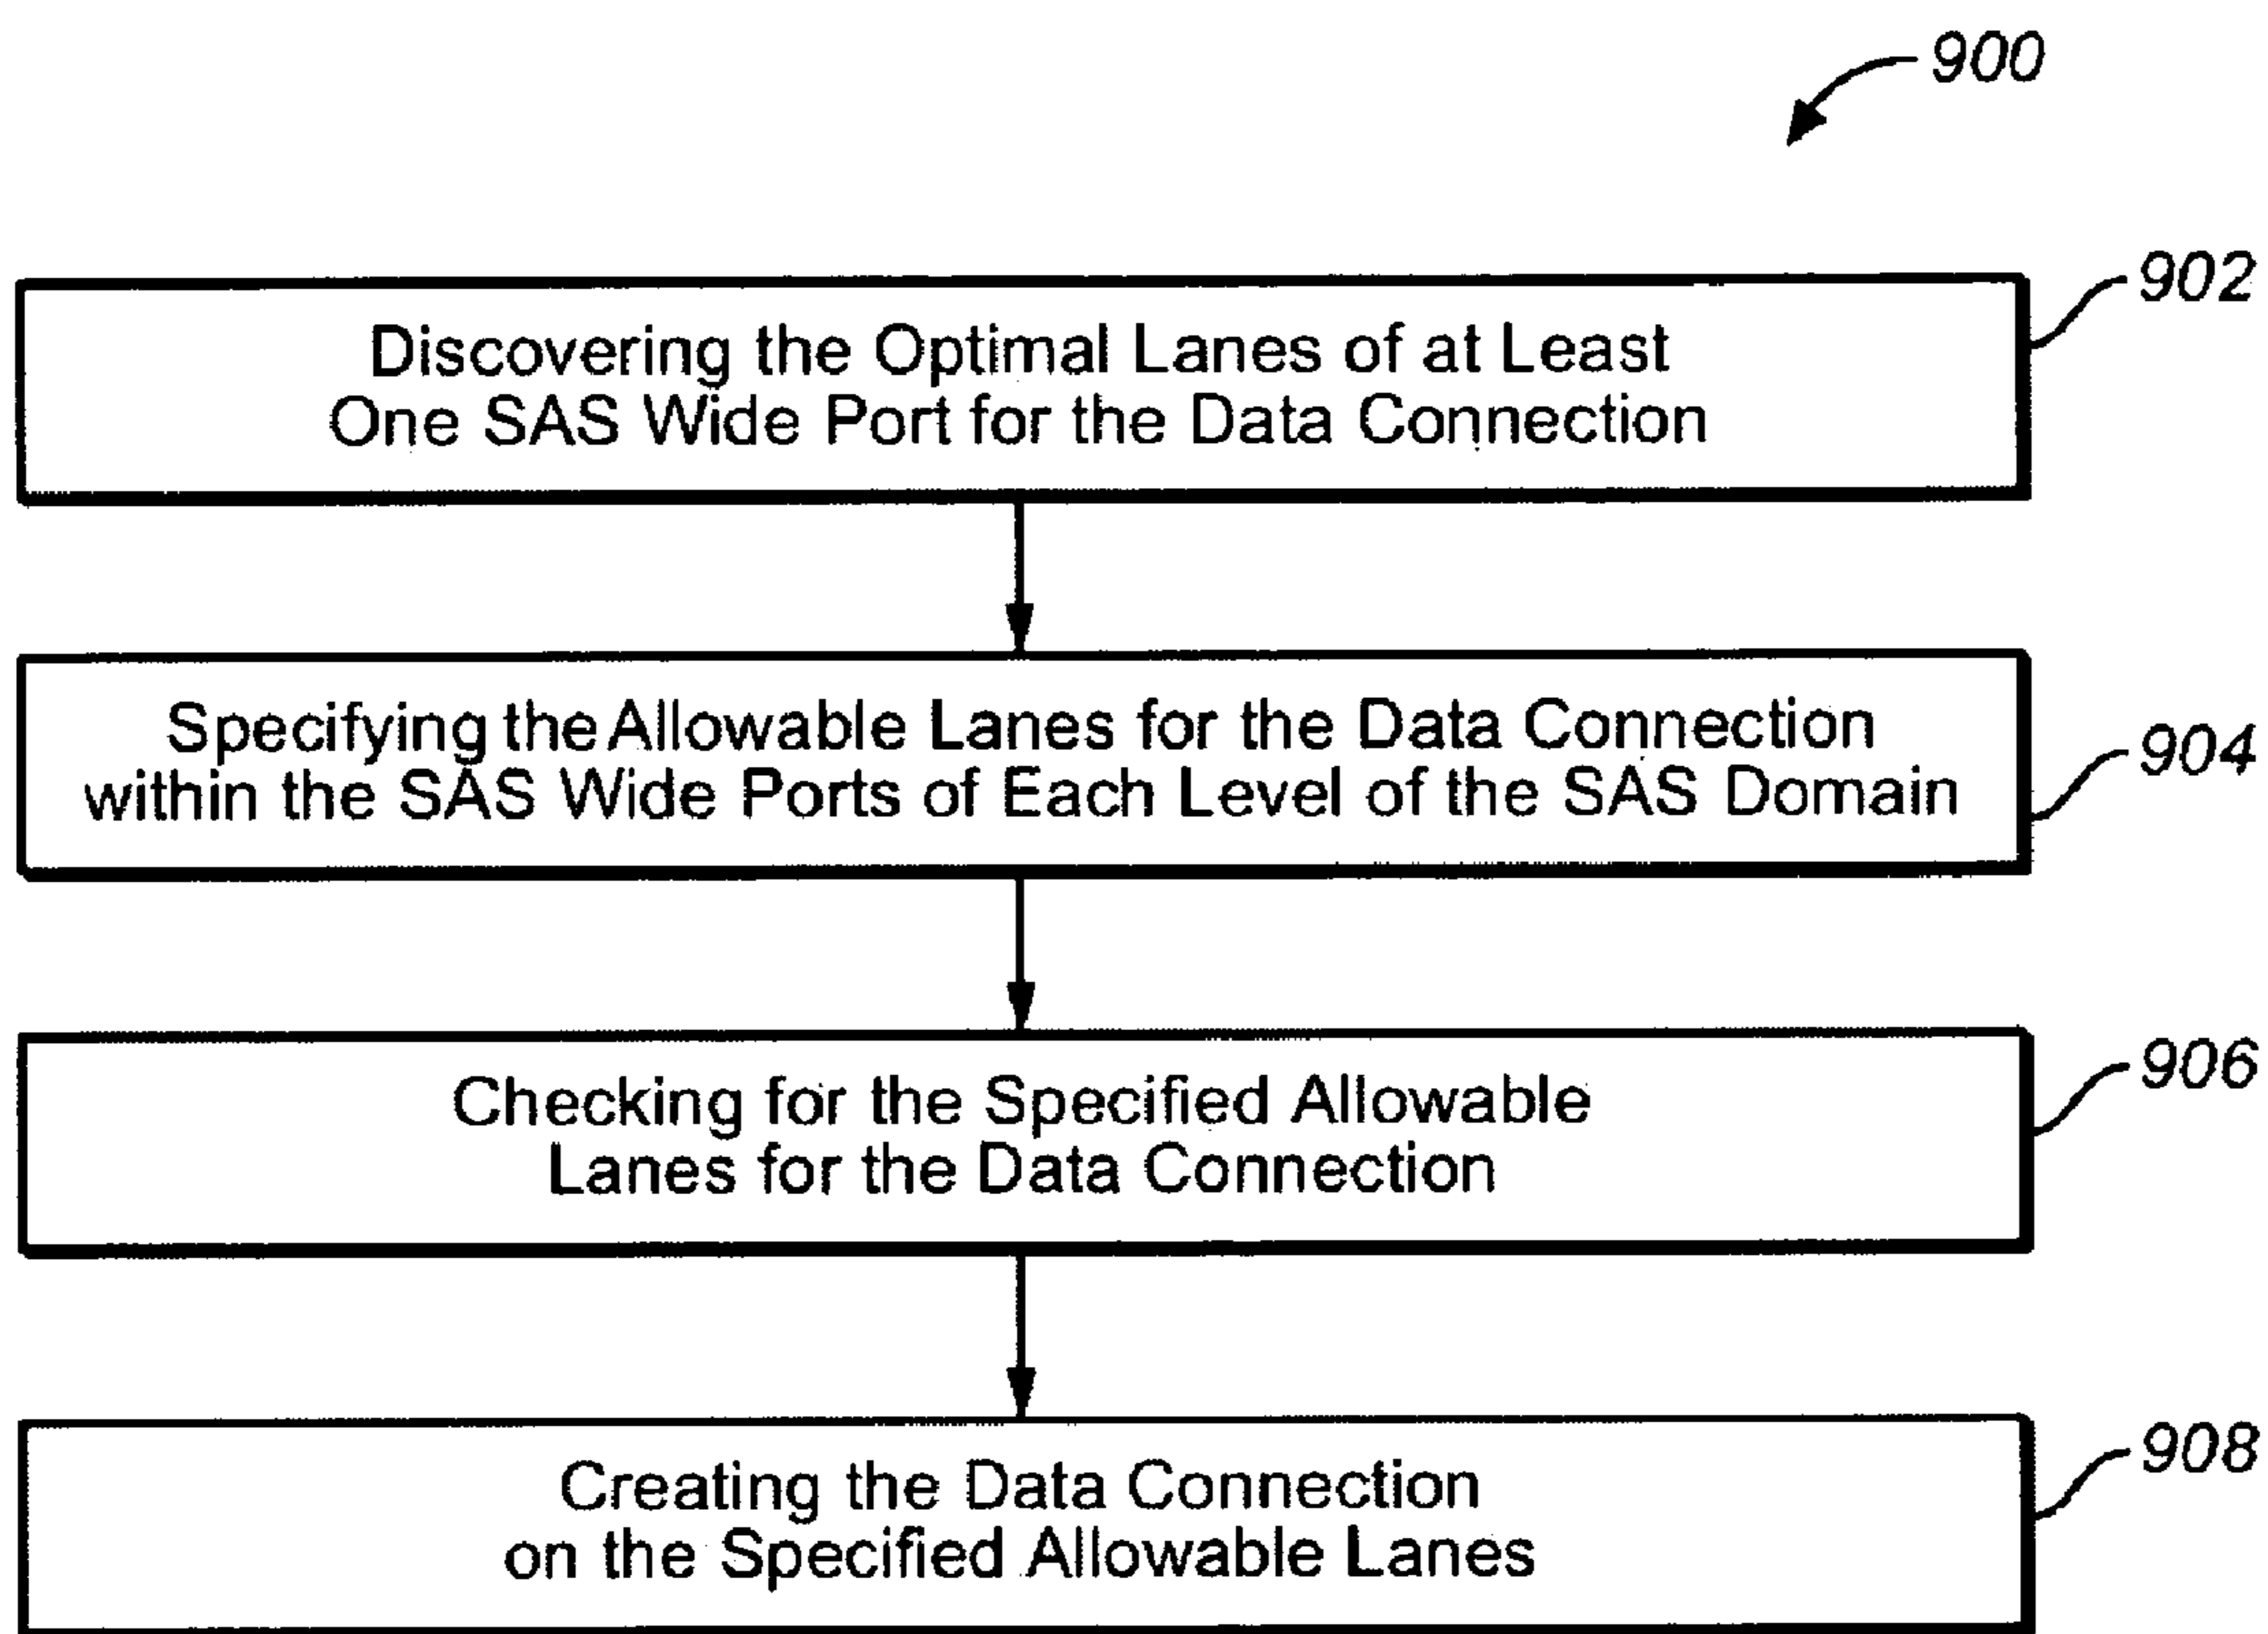 900
902
Discovering the Optimal Lanes of at Least
One SAS Wide Port for the Data Connection
Specifying the Allowable Lanes for the Data Connection
within the SAS Wide Ports of Each Level of the SAS Domain
904
Checking for the Specified Allowable
Lanes for the Data Connection
906
Creating the Data Connection
on the Specified Allowable Lanes
908